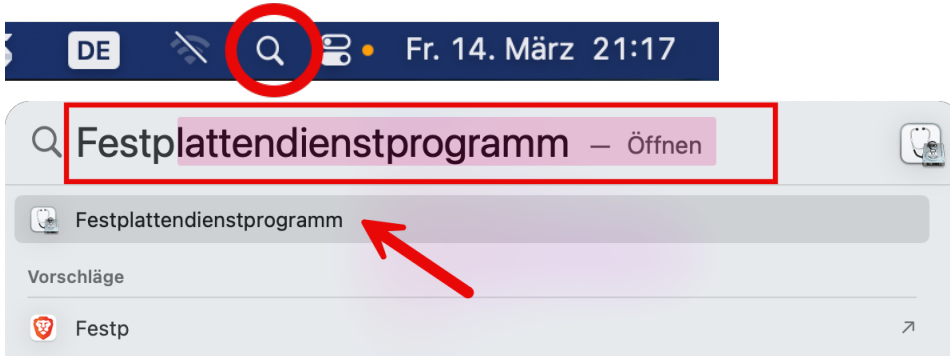 DE Fr. 14. März 21:17
Festplattendienstprogramm – Öffnen
Festplattendienstprogramm
Vorschläge
Festp